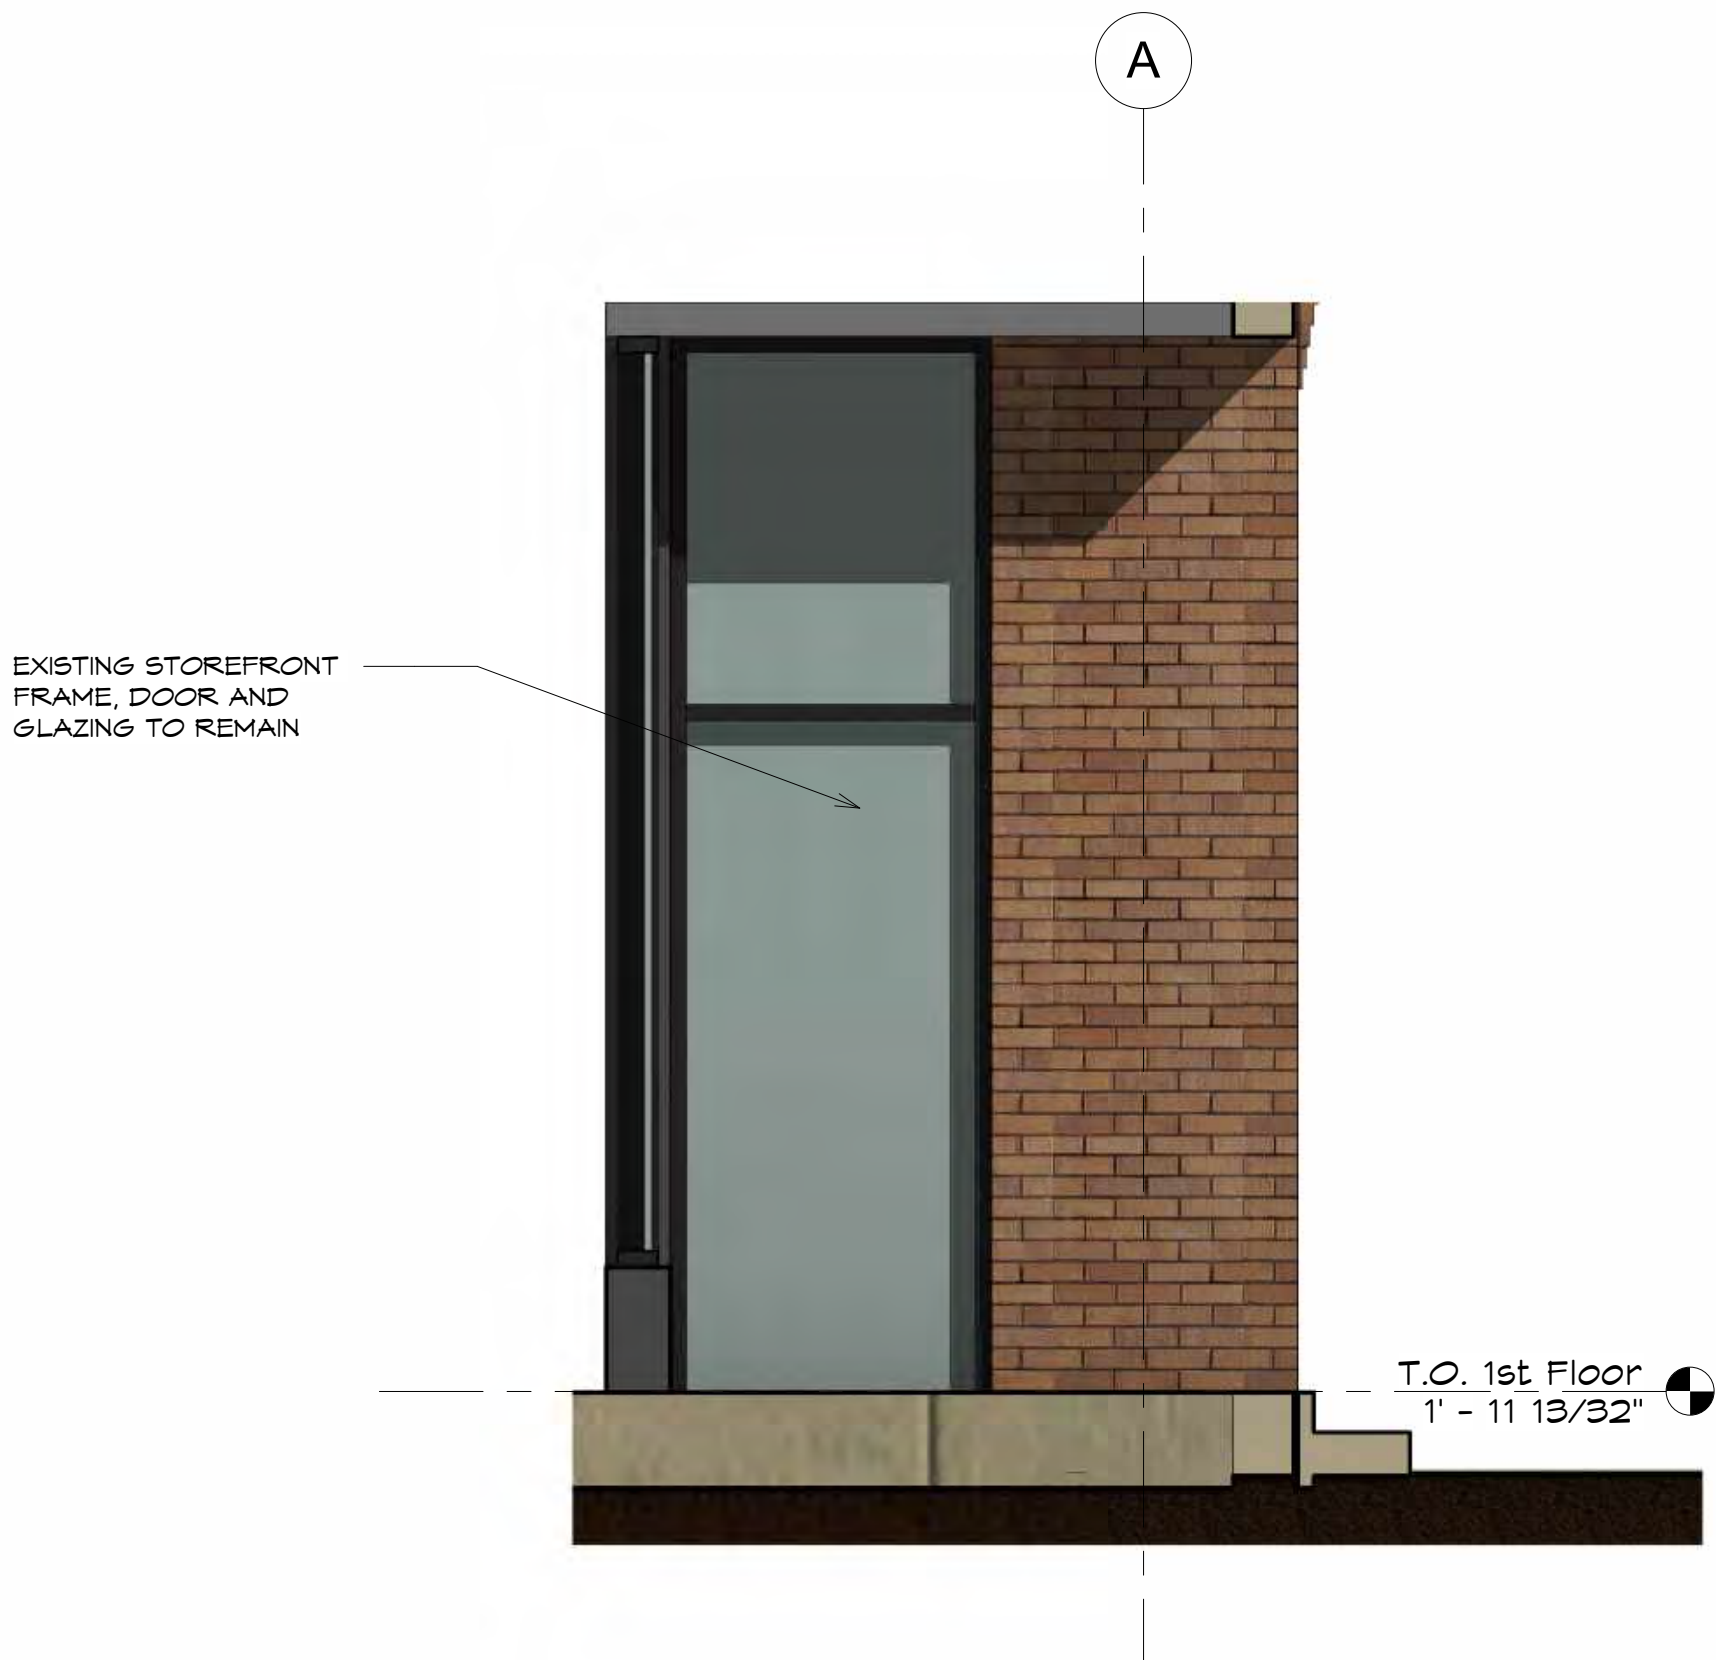 A
EXISTING STOREFRONT
FRAME, DOOR AND
GLAZING TO REMAIN
T.O. 1st Floor
1' - 11 13/32"